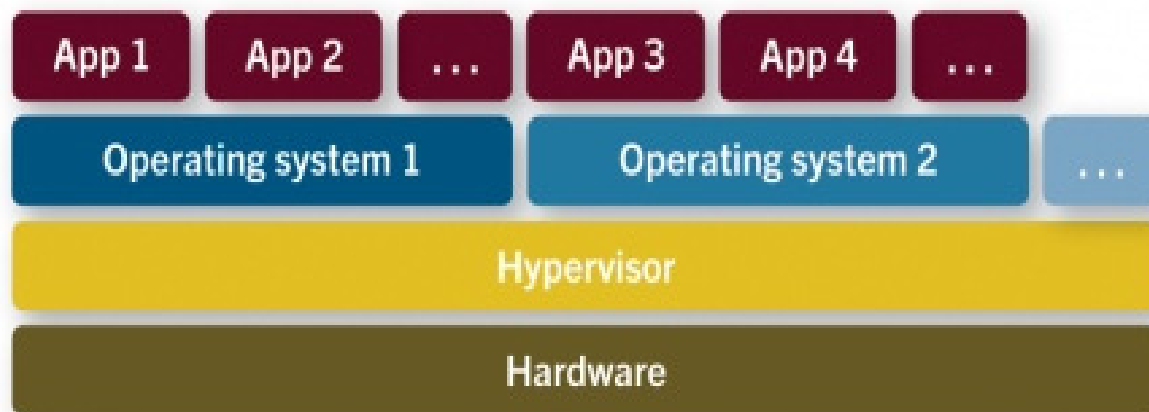 App 1 App 2 ... App 3 App 4 ...
Operating system 1 Operating system 2 ...
Hypervisor
Hardware